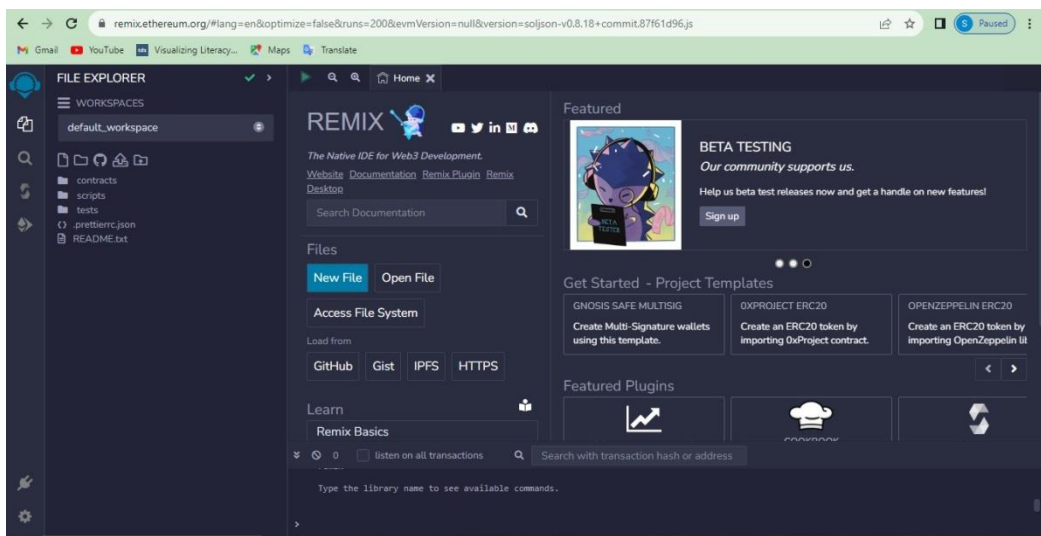 remix.ethereum.org/#lang=en&optimize=false&runs=200&evmVersion=null&version=soljson-v0.8.18+commit.87f61d96.js
S Paused
Gmail YouTube Visualizing Literacy... Maps Translate
FILE EXPLORER
WORKSPACES
default_workspace
contracts
scripts
tests
.prettierrc.json
README.txt
Home
REMIX
The Native IDE for Web3 Development.
Website Documentation Remix Plugin Remix
Desktop
Search Documentation
Files
New File Open File
Access File System
Load from
GitHub Gist IPFS HTTPS
Learn
Remix Basics
Featured
BETA
TESTER
BETA TESTING
Our community supports us.
Help us beta test releases now and get a handle on new features!
Sign up
Get Started - Project Templates
GNOSIS SAFE MULTISIG
Create Multi-Signature wallets
using this template.
0XPROJECT ERC20
Create an ERC20 token by
importing 0xProject contract.
OPENZEPPELIN ERC20
Create an ERC20 token by
importing OpenZeppelin lib
Featured Plugins
COOKBOOK
0 listen on all transactions Search with transaction hash or address
Type the library name to see available commands.
>